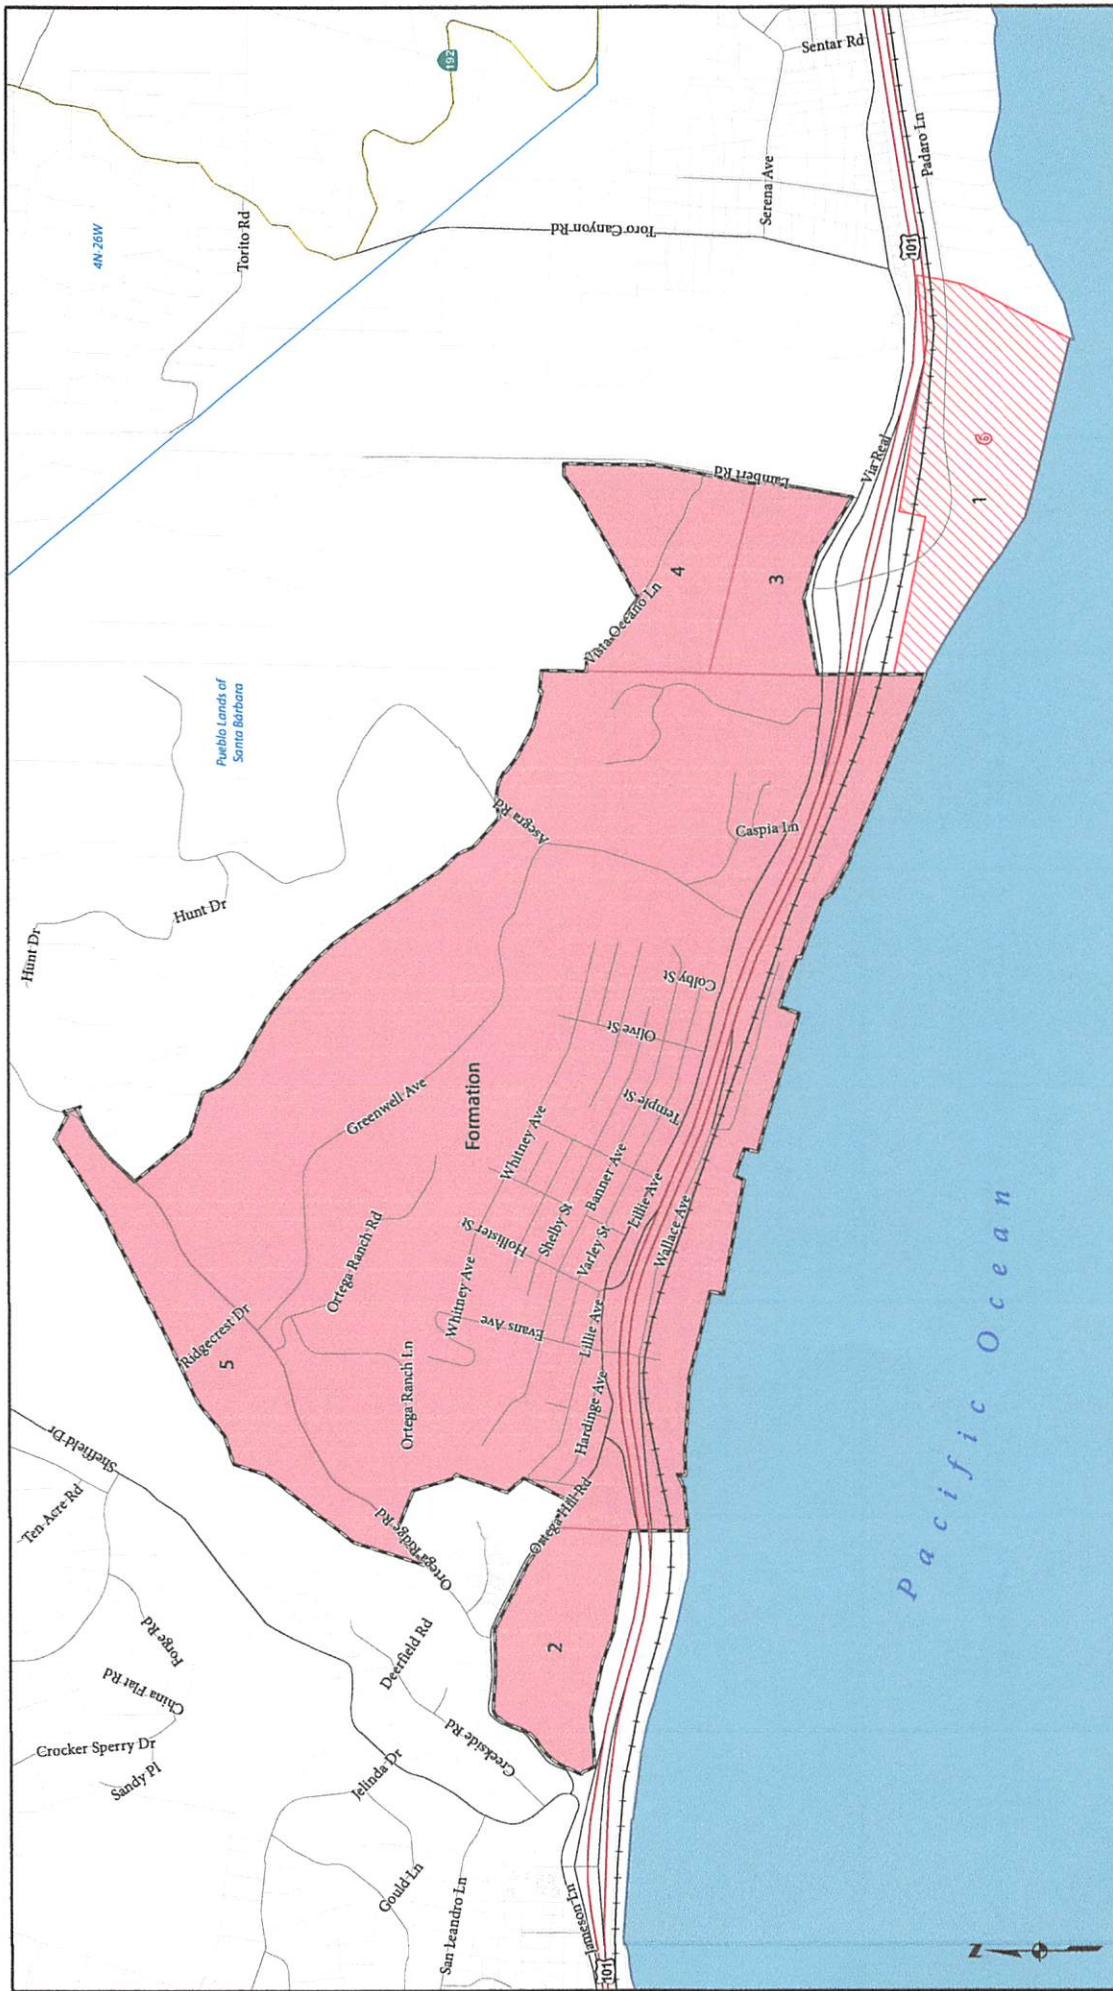 Sentar Rd
192
4N 26W
Torito Rd
Toro Canyon Rd
Serena Ave
Padaro Ln
101
Via Real
Lambert Rd
6
1
4
3
Vista Oceano Ln
Pueblo Lands of
Santa Barbara
Asegra Rd
Caspia Ln
Hunt Dr
Hunt Dr
Colby St
Olive St
Temple St
Greenwell Ave
Formation
Whitney Ave
Banner Ave
Lillie Ave
Shelby St
Hollister St
Varley St
Wallace Ave
Ortega Ranch Rd
Whitney Ave
Evans Ave
Lillie Ave
Ridgecrest Dr
5
Ortega Ranch Ln
Hardinge Ave
Sheffield Dr
Ten Acre Rd
Ortega Ridge Rd
Ortega Hill Rd
2
Forge Rd
China Flat Rd
Deerfield Rd
Creekside Rd
Crocker Sperry Dr
Sandy Pl
Jelinda Dr
Gould Ln
San Leandro Ln
Jameson Ln
101
Pacific Ocean
N